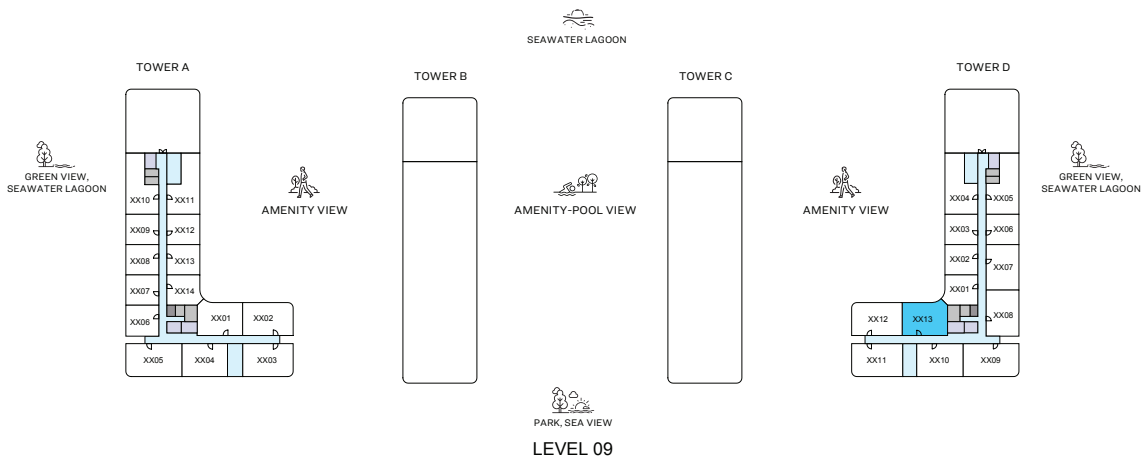 SEAWATER LAGOON
TOWER A
TOWER B
TOWER C
TOWER D
GREEN VIEW,
SEAWATER LAGOON
AMENITY VIEW
AMENITY-POOL VIEW
AMENITY VIEW
GREEN VIEW,
SEAWATER LAGOON
XX10 XX11
XX09 XX12
XX08 XX13
XX07 XX14
XX06 XX01 XX02
XX05 XX04 XX03
XX04 XX05
XX03 XX06
XX02 XX07
XX01
XX12 XX13 XX08
XX11 XX10 XX09
PARK, SEA VIEW
LEVEL 09